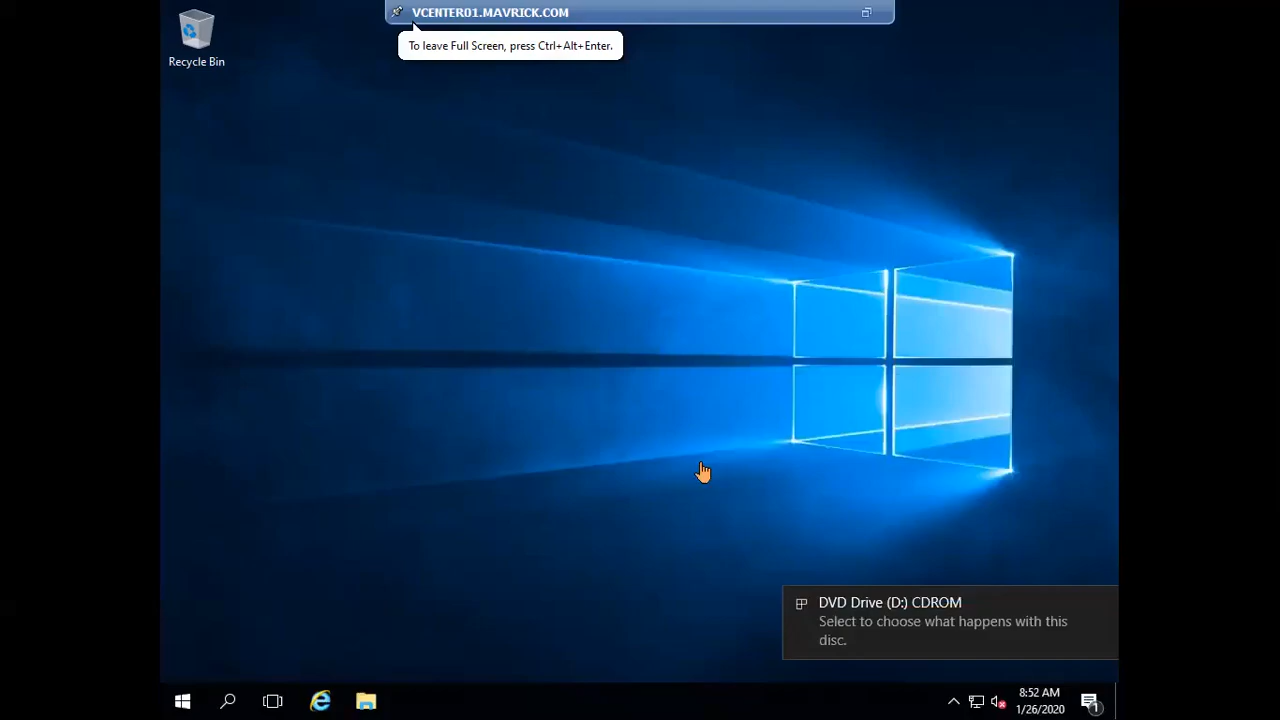 VCENTER01.MAVRICK.COM
To leave Full Screen, press Ctrl+Alt+Enter.
Recycle Bin
DVD Drive (D:) CDROM
Select to choose what happens with this
disc.
8:52 AM
1/26/2020
1